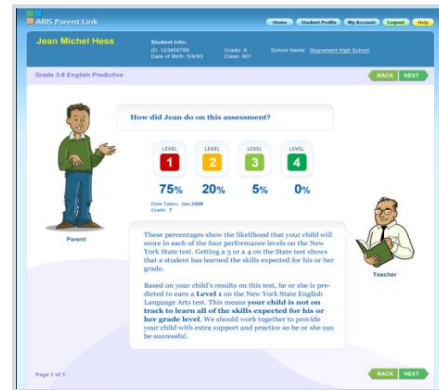 ARIS Parent Link
Home Student Profile My Account Logout Help
Jean Michel Hess
Student Info:
ID: 123456789 Grade: 8 School Name: Stuyvesant High School
Date of Birth: 5/4/93 Class: 801
Grade 3-8 English Predictive
BACK NEXT
How did Jean do on this assessment?
LEVEL LEVEL LEVEL LEVEL
1 2 3 4
75% 20% 5% 0%
Date Taken: Jan 2008
Grade: 7
Parent
These percentages show the likelihood that your child will
score in each of the four performance levels on the New
York State test. Getting a 3 or a 4 on the State test shows
that a student has learned the skills expected for his or her
grade.
Teacher
Based on your child's results on this test, he or she is pre-
dicted to earn a Level 1 on the New York State English
Language Arts test. This means your child is not on
track to learn all of the skills expected for his or
her grade level. We should work together to provide
your child with extra support and practice so he or she can
be successful.
BACK NEXT